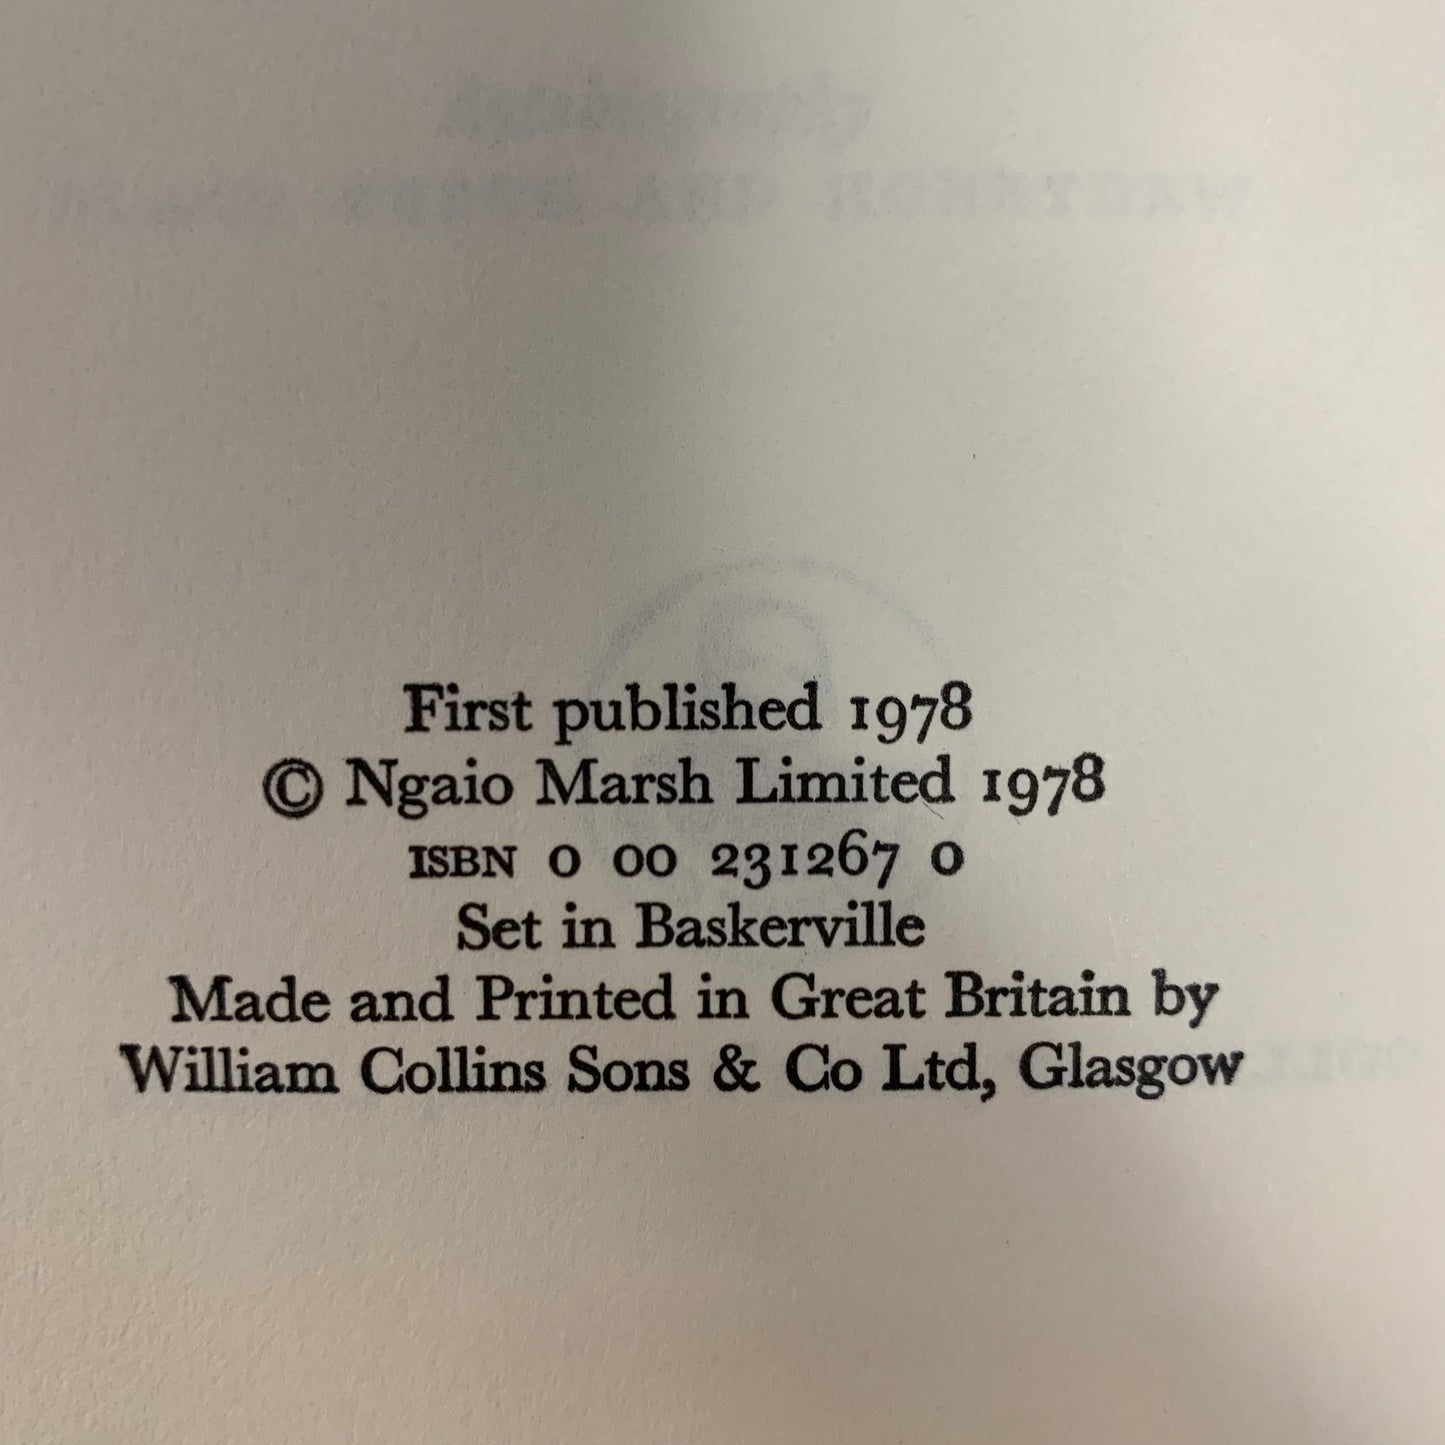 First published 1978
© Ngaio Marsh Limited 1978
ISBN 0 00 231267 0
Set in Baskerville
Made and Printed in Great Britain by
William Collins Sons & Co Ltd, Glasgow